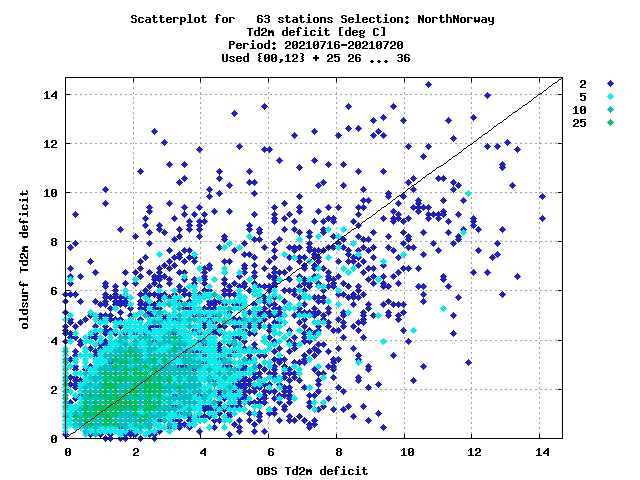 Scatterplot for   63 stations Selection: NorthNorway
Td2m deficit [deg C]
Period: 20210716-20210720
Used {00,12} + 25 26 ... 36
2
5
10
25
14
12
10
8
6
4
2
0
oldsurf Td2m deficit
0 2 4 6 8 10 12 14
OBS Td2m deficit